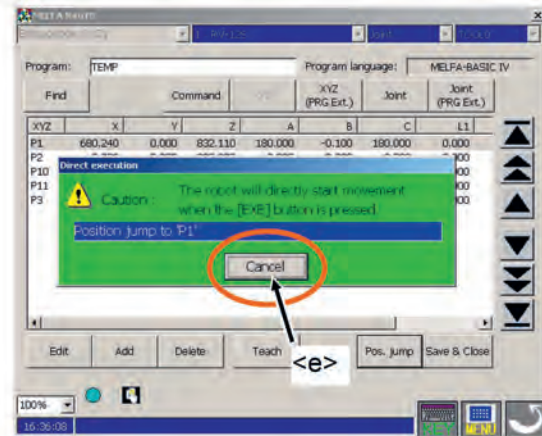 Program: TEMP Program language: MELFA-BASIC IV
Find Command XYZ (PRG Ext.) Joint Joint (PRG Ext.)
XYZ X Y Z A B C L1
P1 680.240 0.000 832.110 180.000 -0.100 180.000 0.000
P2
P10
P11
P3
Direct execution
Caution : The robot will directly start movement
when the [EXE] button is pressed.
Position jump to 'P1'
Cancel
<e>
Edit Add Delete Teach Pos. jump Save & Close
100%
16:36:08 KEY MENU